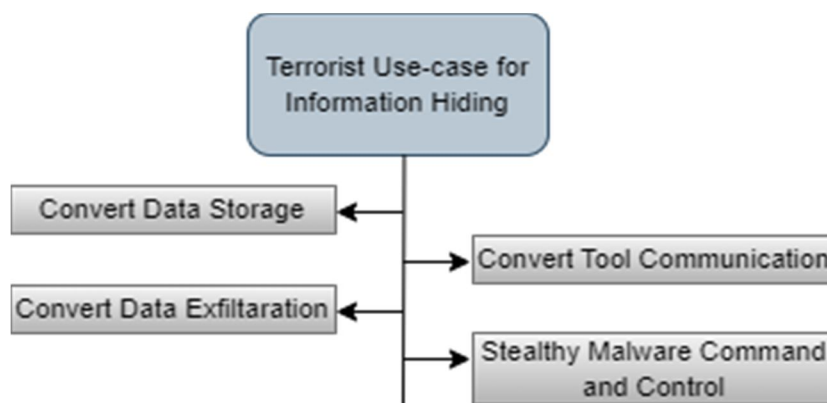 Terrorist Use-case for
Information Hiding
Convert Data Storage
Convert Tool Communication
Convert Data Exfiltaration
Stealthy Malware Command
and Control